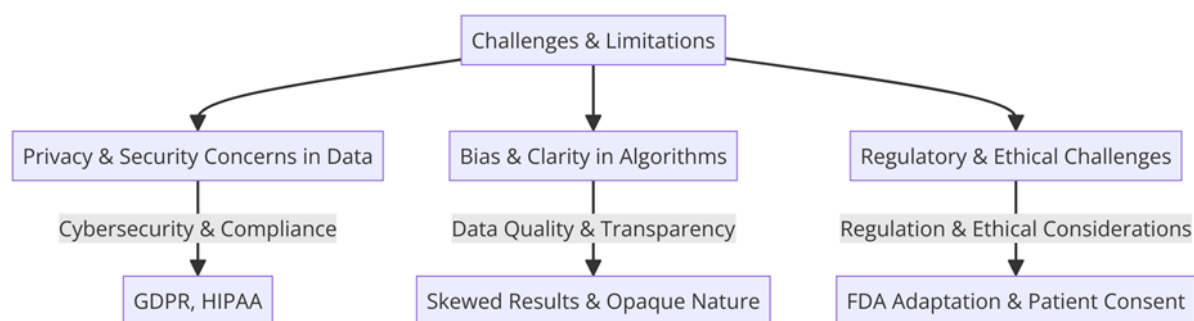 Challenges & Limitations
Privacy & Security Concerns in Data
Bias & Clarity in Algorithms
Regulatory & Ethical Challenges
Cybersecurity & Compliance
Data Quality & Transparency
Regulation & Ethical Considerations
GDPR, HIPAA
Skewed Results & Opaque Nature
FDA Adaptation & Patient Consent